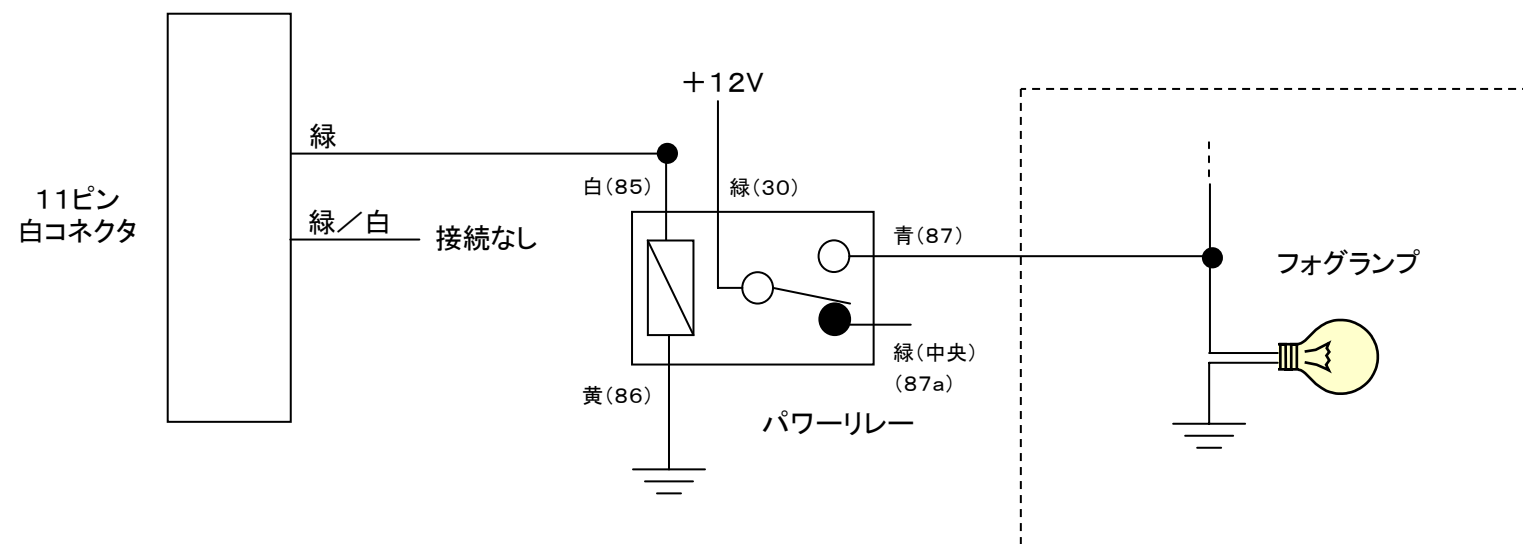 +12V
緑
白(85)
緑(30)
11ピン
白コネクタ
緑/白
接続なし
青(87)
フォグランプ
緑(中央)
(87a)
黄(86)
パワーリレー